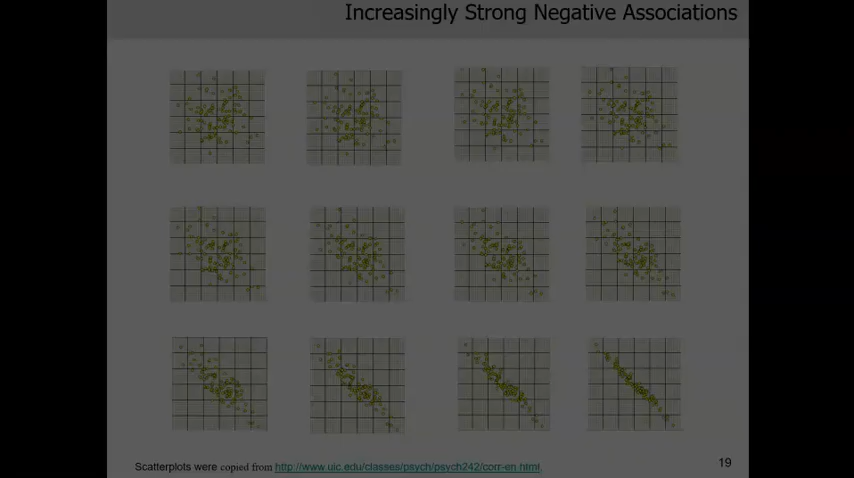 Increasingly Strong Negative Associations
Scatterplots were copied from http://www.uic.edu/classes/psych/psych242/corr-en.html.
19